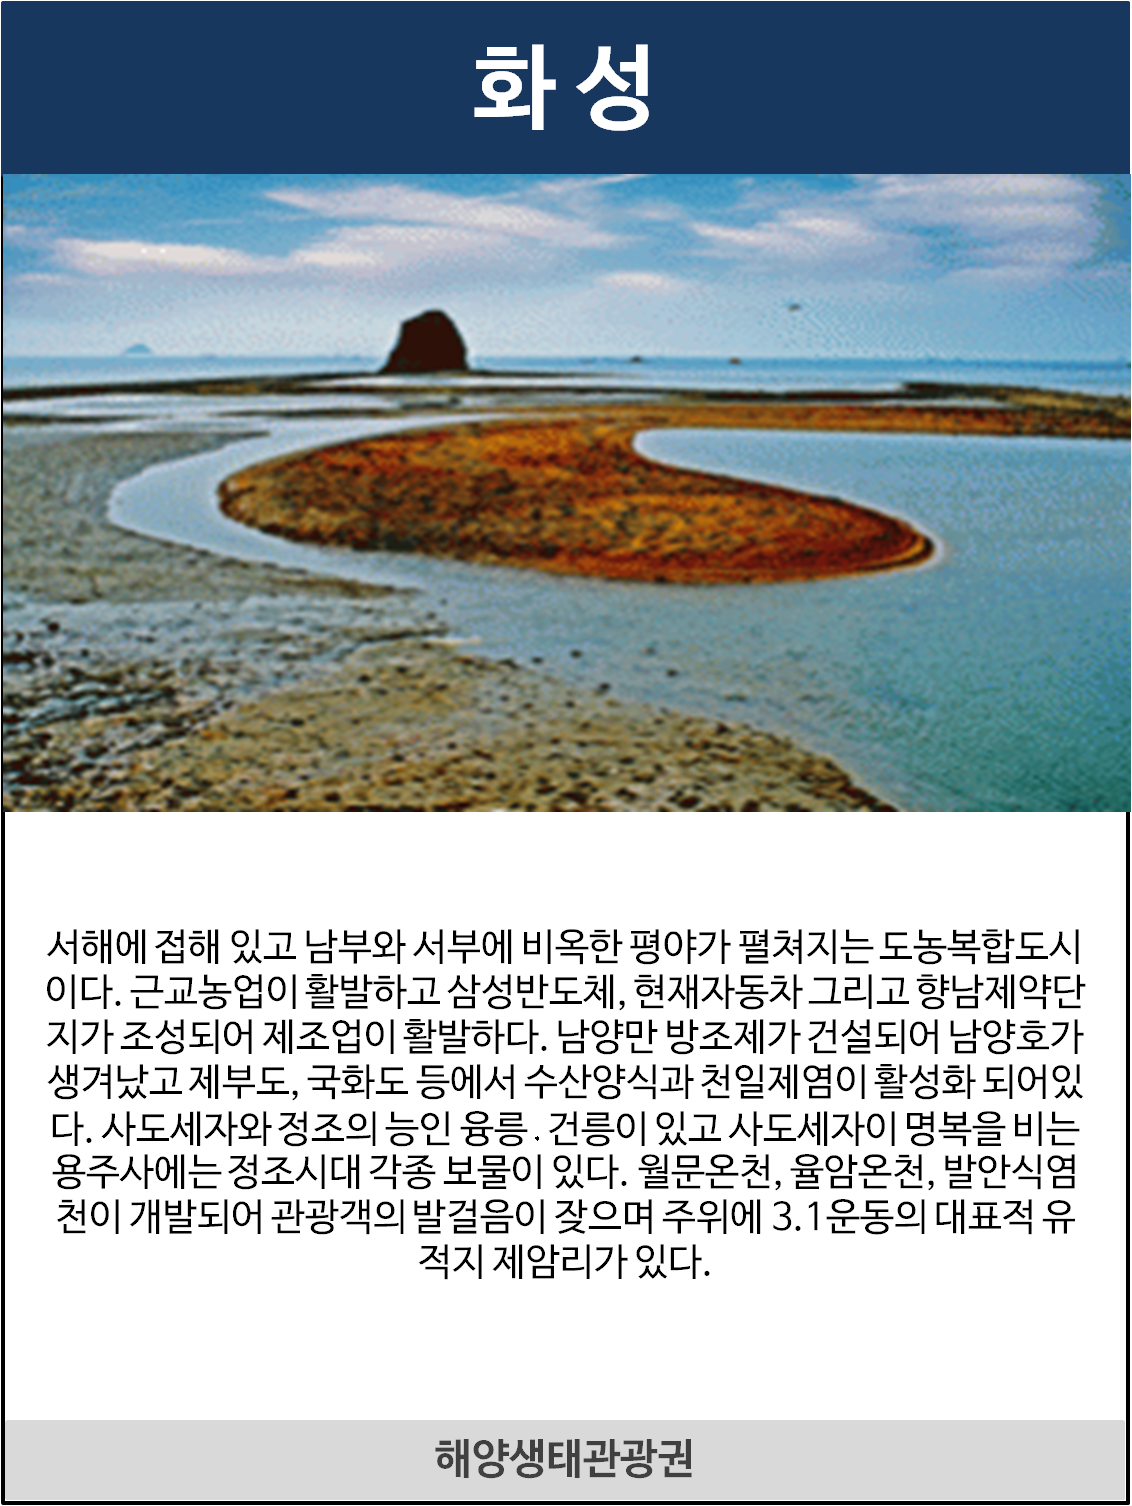 화 성
서해에 접해 있고 남부와 서부에 비옥한 평야가 펼쳐지는 도농복합도시
이다. 근교농업이 활발하고 삼성반도체, 현재자동차 그리고 향남제약단
지가 조성되어 제조업이 활발하다. 남양만 방조제가 건설되어 남양호가
생겨났고 제부도, 국화도 등에서 수산양식과 천일제염이 활성화 되어있
다. 사도세자와 정조의 능인 융릉 . 건릉이 있고 사도세자이 명복을 비는
용주사에는 정조시대 각종 보물이 있다. 월문온천, 율암온천, 발안식염
천이 개발되어 관광객의 발걸음이 잦으며 주위에 3.1운동의 대표적 유
적지 제암리가 있다.
해양생태관광권